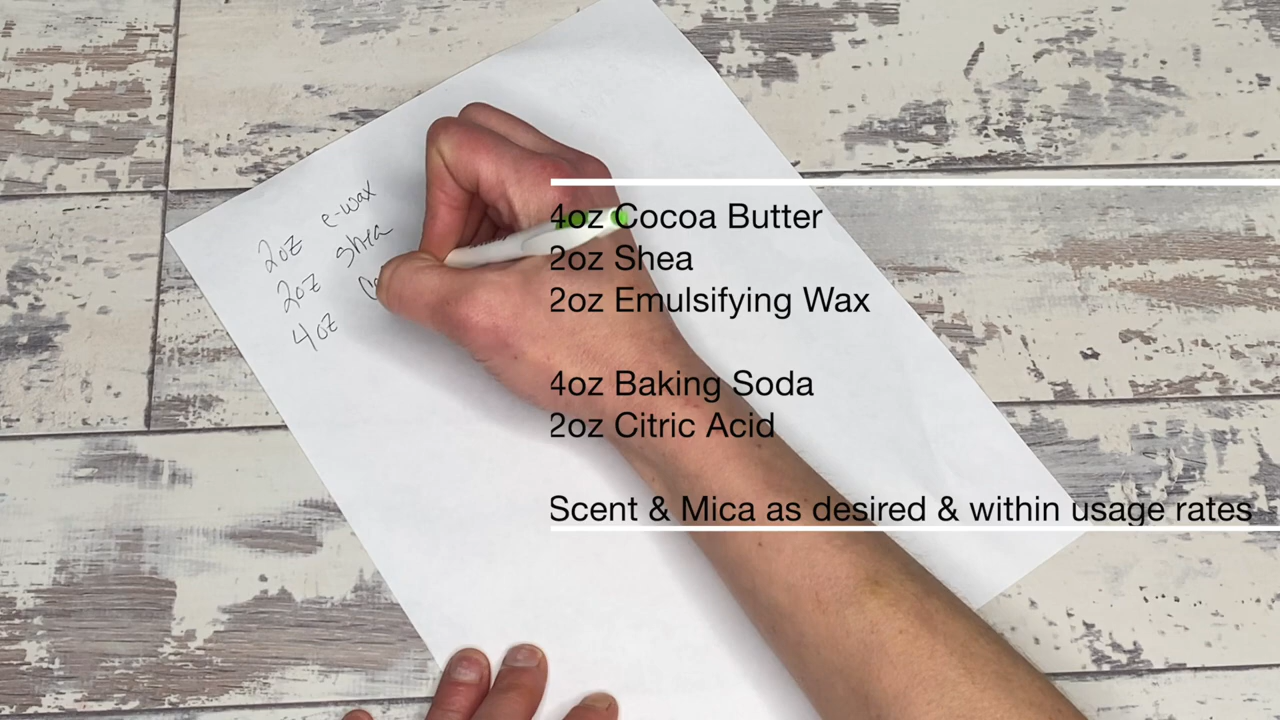 2oz e-wax
2oz shea
4oz
4oz Cocoa Butter
2oz Shea
2oz Emulsifying Wax
4oz Baking Soda
2oz Citric Acid
Scent & Mica as desired & within usage rates